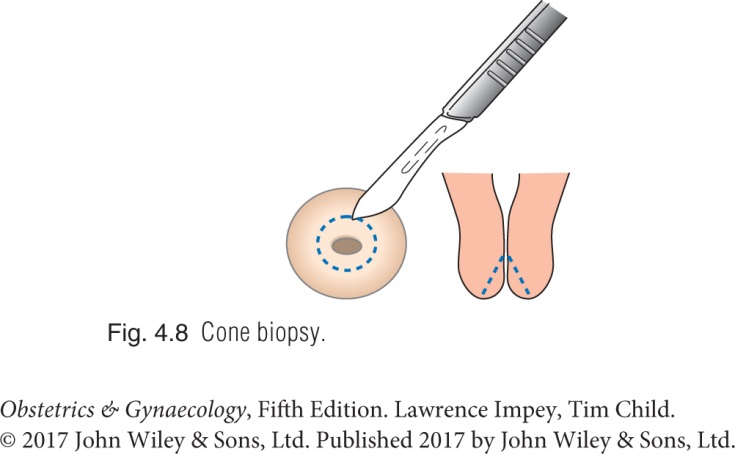 Fig. 4.8 Cone biopsy.
Obstetrics & Gynaecology, Fifth Edition. Lawrence Impey, Tim Child.
© 2017 John Wiley & Sons, Ltd. Published 2017 by John Wiley & Sons, Ltd.